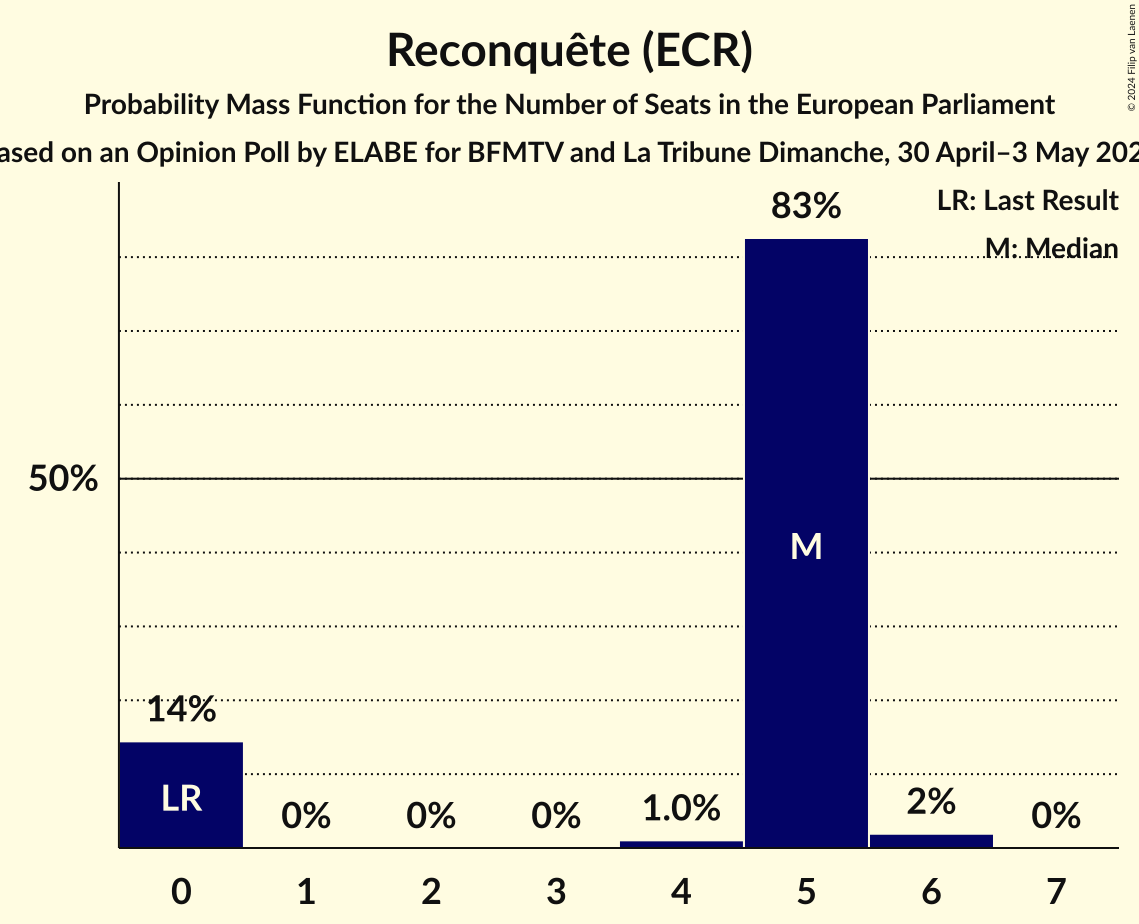 Reconquête (ECR)
Probability Mass Function for the Number of Seats in the European Parliament
ased on an Opinion Poll by ELABE for BFMTV and La Tribune Dimanche, 30 April–3 May 202
© 2024 Filip van Laenen
LR: Last Result
M: Median
83%
50%
M
14%
LR
0%
0%
0%
1.0%
2%
0%
0 1 2 3 4 5 6 7